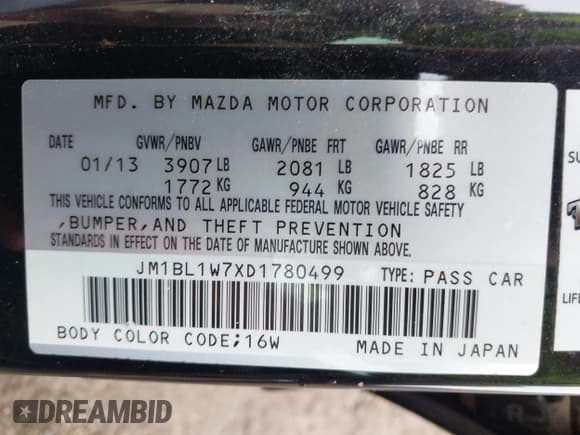 MFD. BY MAZDA MOTOR CORPORATION
DATE GVWR/PNBV GAWR/PNBE FRT GAWR/PNBE RR
01/13 3907 LB 2081 LB 1825 LB
1772 KG 944 KG 828 KG
THIS VEHICLE CONFORMS TO ALL APPLICABLE FEDERAL MOTOR VEHICLE SAFETY
,BUMPER,AND THEFT PREVENTION
STANDARDS IN EFFECT ON THE DATE OF MANUFACTURE SHOWN ABOVE.
JM1BL1W7XD1780499 TYPE: PASS CAR
BODY COLOR CODE;16W MADE IN JAPAN
DREAMBID